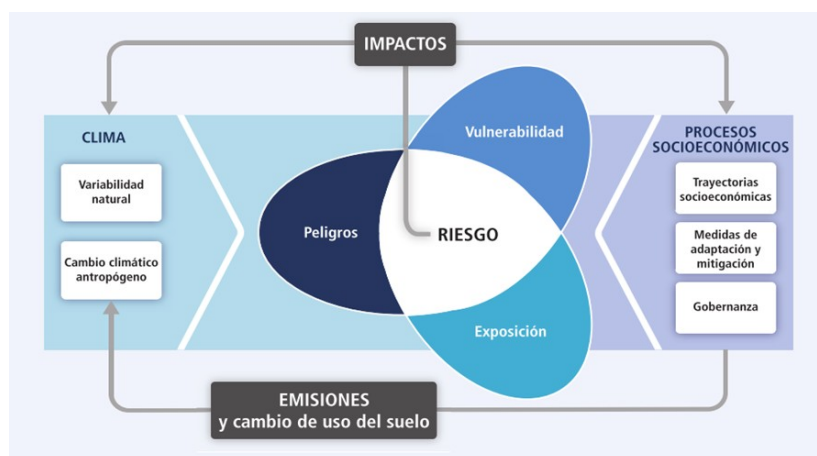 IMPACTOS
CLIMA
Variabilidad
natural
Cambio climático
antropógeno
Vulnerabilidad
Peligros
RIESGO
Exposición
PROCESOS
SOCIOECONÓMICOS
Trayectorias
socioeconómicas
Medidas de
adaptación y
mitigación
Gobernanza
EMISIONES
y cambio de uso del suelo